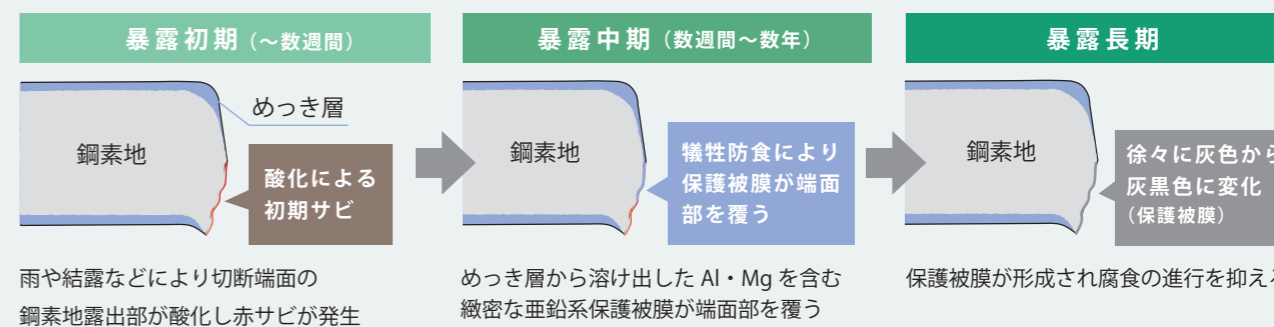 暴露初期（～数週間）
めっき層
鋼素地
酸化による
初期サビ
雨や結露などにより切断端面の
鋼素地露出部が酸化し赤サビが発生
暴露中期（数週間～数年）
鋼素地
犠牲防食により
保護被膜が端面
部を覆う
めっき層から溶け出した Al・Mg を含む
緻密な亜鉛系保護被膜が端面部を覆う
暴露長期
鋼素地
徐々に灰色から
灰黒色に変化
（保護被膜）
保護被膜が形成され腐食の進行を抑える